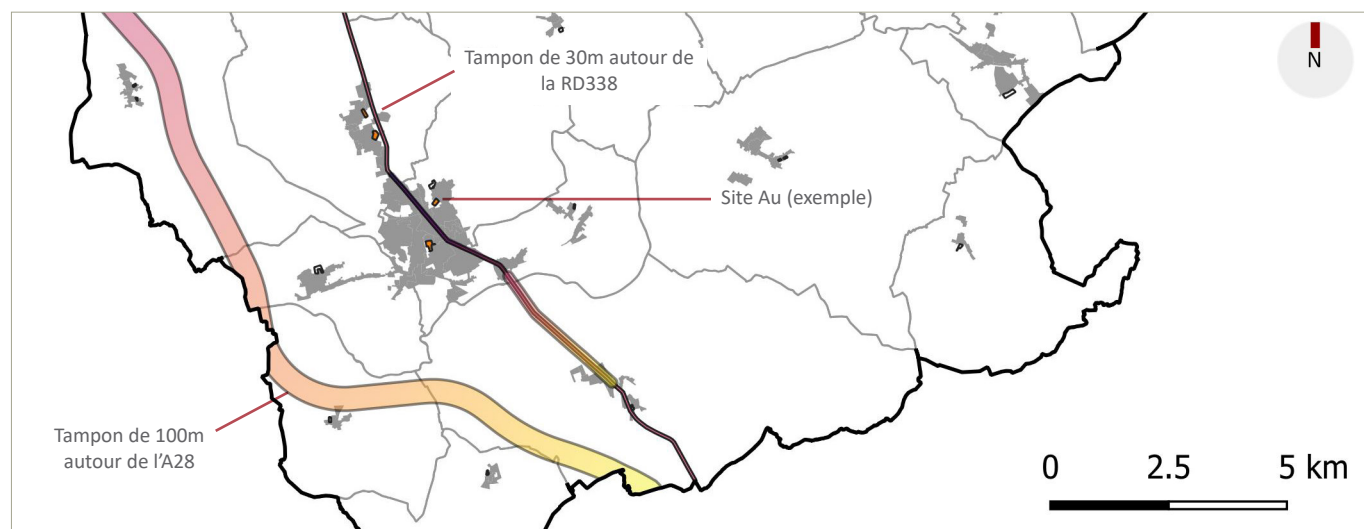 Tampon de 30m autour de
la RD338
N
Site Au (exemple)
Tampon de 100m
autour de l'A28
0 2.5 5 km